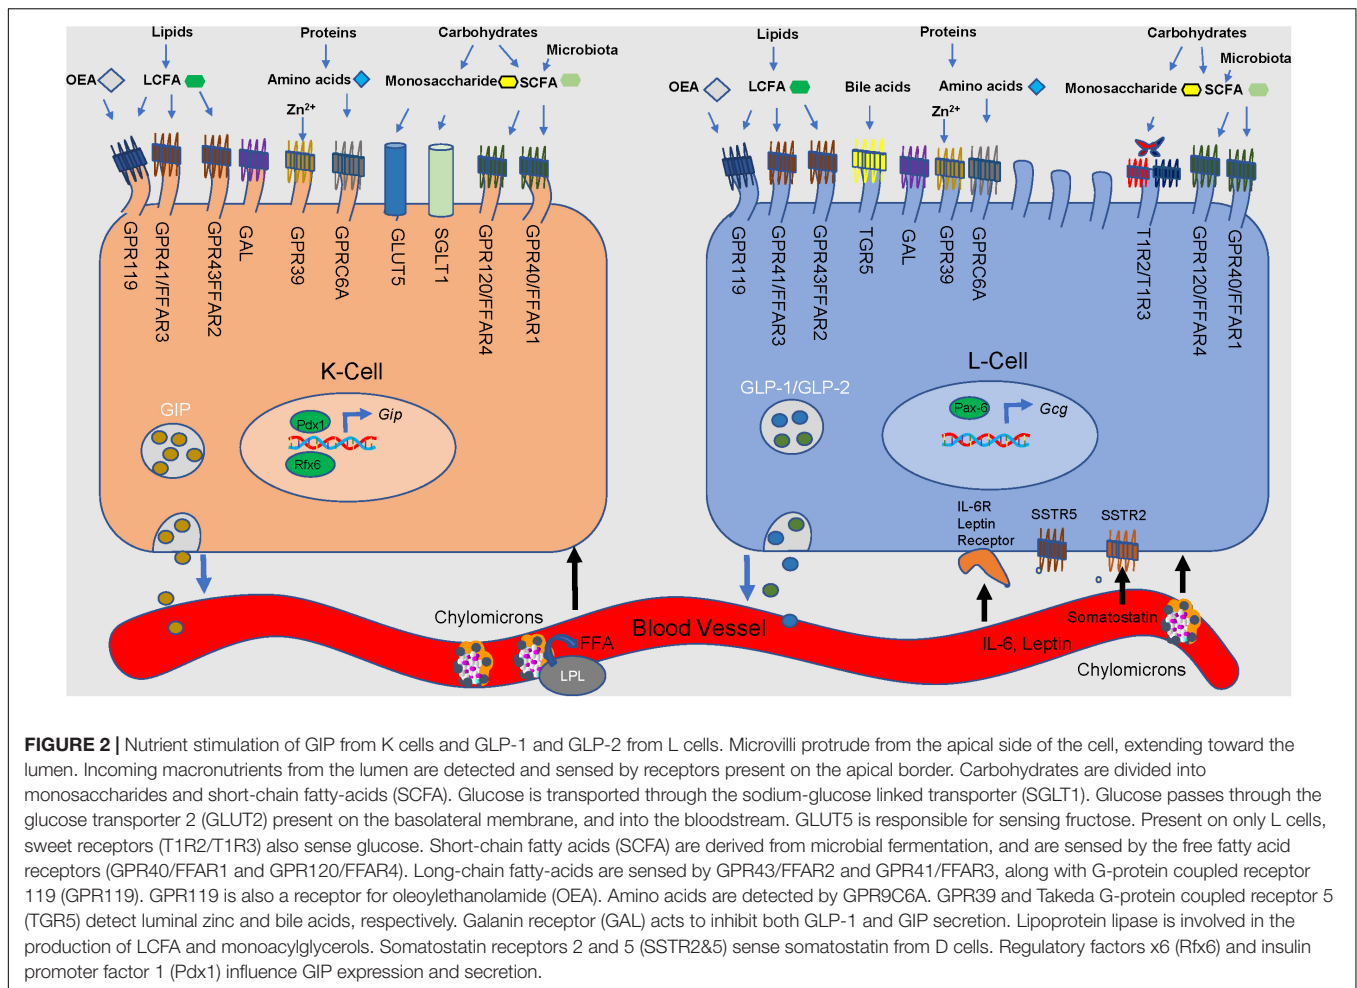 Lipids
Proteins
Carbohydrates
Microbiota
OEA
LCFA
Amino acids
Monosaccharide
SCFA
Zn²⁺
GPR119
GPR41/FFAR3
GPR43FFAR2
GAL
GPR39
GPRC6A
GLUT5
SGLT1
GPR120/FFAR4
GPR40/FFAR1
K-Cell
GIP
Pdx1
Gip
Rfx6
Lipids
Proteins
Carbohydrates
Microbiota
OEA
LCFA
Bile acids
Amino acids
Monosaccharide
SCFA
Zn²⁺
GPR119
GPR41/FFAR3
GPR43FFAR2
TGR5
GAL
GPR39
GPRC6A
T1R2/T1R3
GPR120/FFAR4
GPR40/FFAR1
L-Cell
GLP-1/GLP-2
Pax-6
Gcg
IL-6R
Leptin
Receptor
SSTR5
SSTR2
Chylomicrons
FFA
LPL
Blood Vessel
IL-6, Leptin
Somatostatin
Chylomicrons
FIGURE 2 | Nutrient stimulation of GIP from K cells and GLP-1 and GLP-2 from L cells. Microvilli protrude from the apical side of the cell, extending toward the
lumen. Incoming macronutrients from the lumen are detected and sensed by receptors present on the apical border. Carbohydrates are divided into
monosaccharides and short-chain fatty-acids (SCFA). Glucose is transported through the sodium-glucose linked transporter (SGLT1). Glucose passes through the
glucose transporter 2 (GLUT2) present on the basolateral membrane, and into the bloodstream. GLUT5 is responsible for sensing fructose. Present on only L cells,
sweet receptors (T1R2/T1R3) also sense glucose. Short-chain fatty acids (SCFA) are derived from microbial fermentation, and are sensed by the free fatty acid
receptors (GPR40/FFAR1 and GPR120/FFAR4). Long-chain fatty-acids are sensed by GPR43/FFAR2 and GPR41/FFAR3, along with G-protein coupled receptor
119 (GPR119). GPR119 is also a receptor for oleoylethanolamide (OEA). Amino acids are detected by GPR9C6A. GPR39 and Takeda G-protein coupled receptor 5
(TGR5) detect luminal zinc and bile acids, respectively. Galanin receptor (GAL) acts to inhibit both GLP-1 and GIP secretion. Lipoprotein lipase is involved in the
production of LCFA and monoacylglycerols. Somatostatin receptors 2 and 5 (SSTR2&5) sense somatostatin from D cells. Regulatory factors x6 (Rfx6) and insulin
promoter factor 1 (Pdx1) influence GIP expression and secretion.